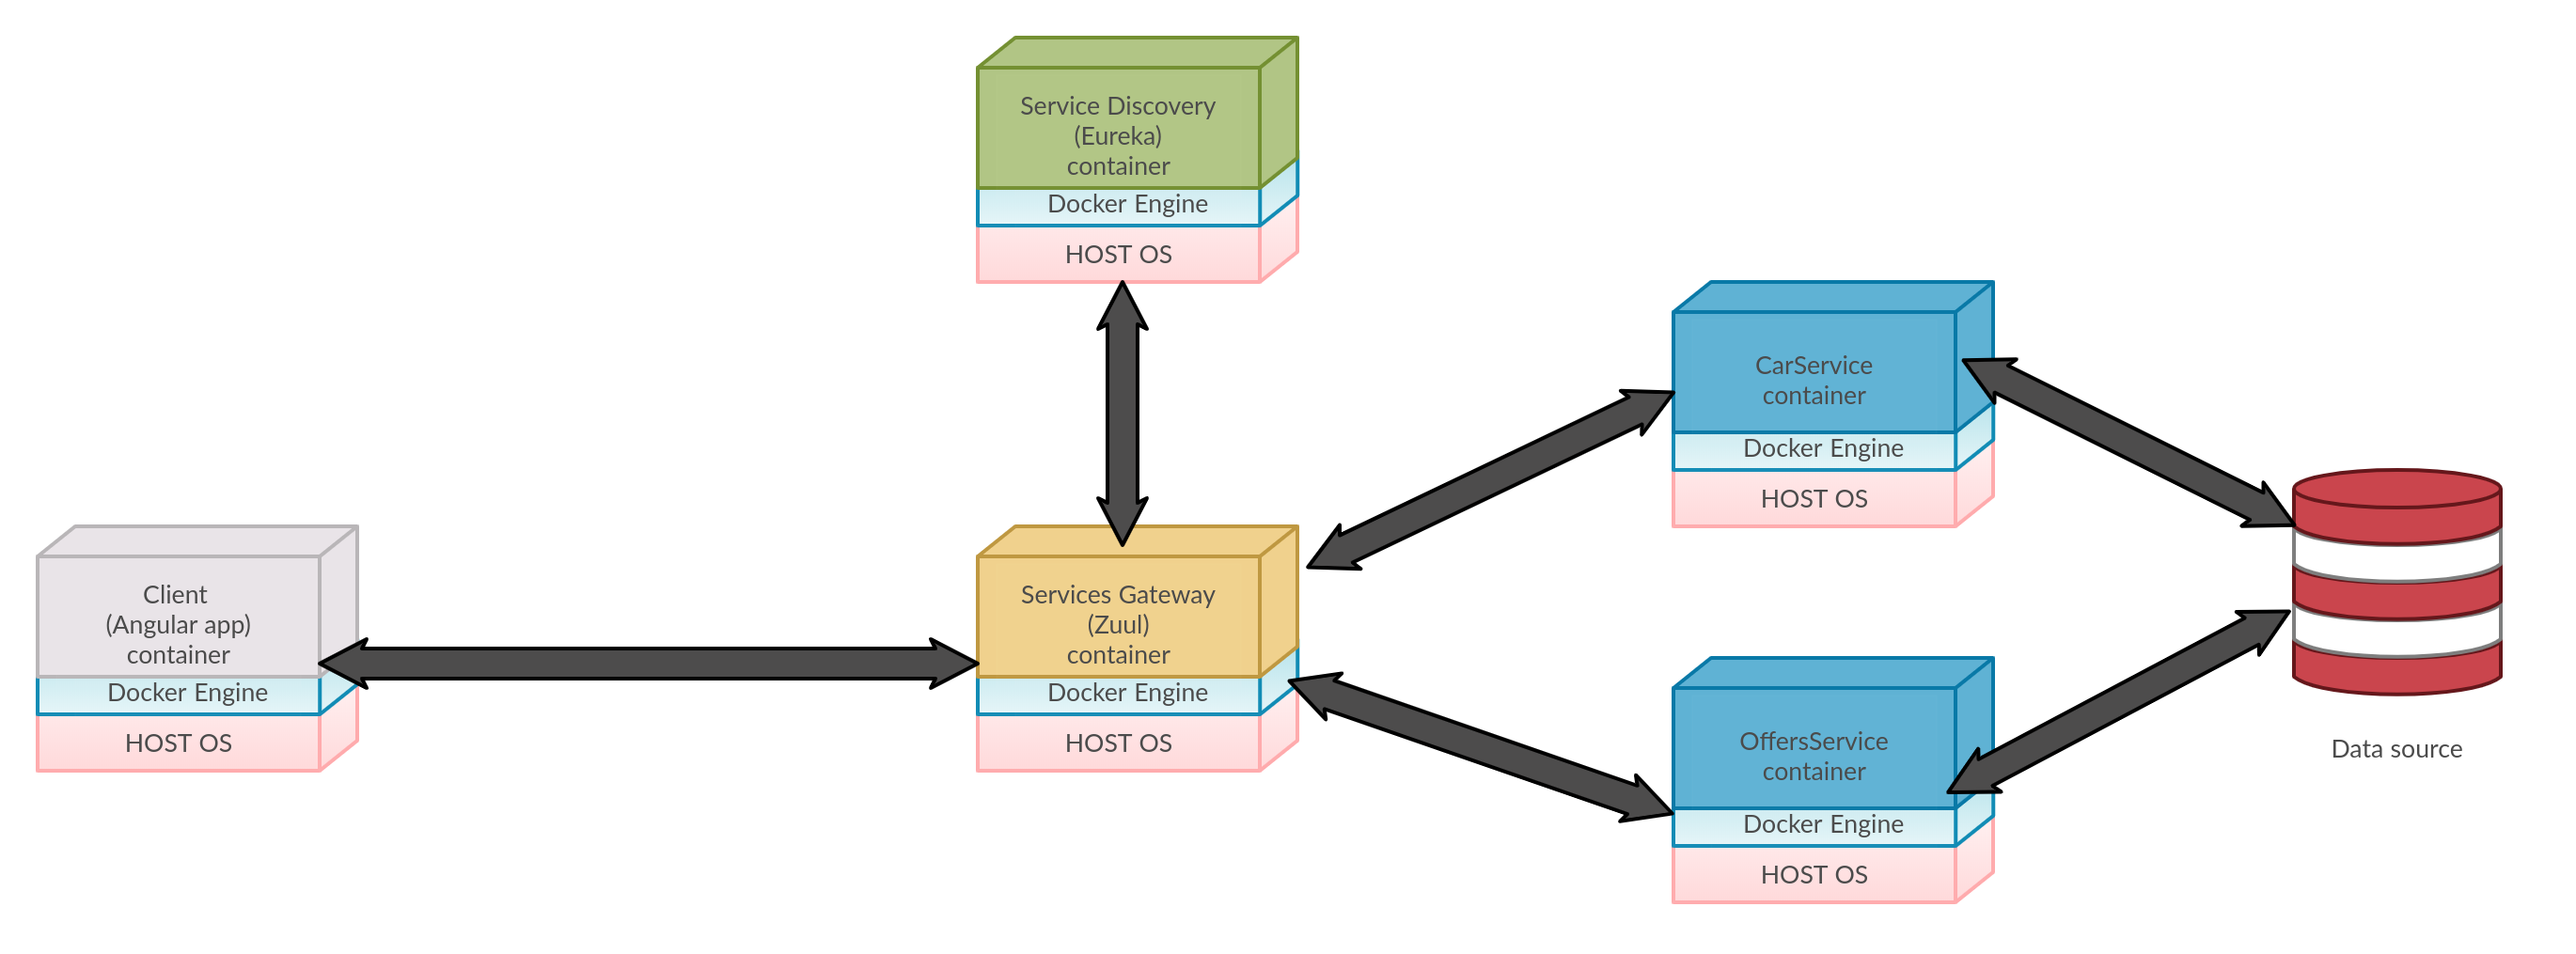 Service Discovery
(Eureka)
container
Docker Engine
HOST OS
CarService
container
Docker Engine
HOST OS
Client
(Angular app)
container
Docker Engine
HOST OS
Services Gateway
(Zuul)
container
Docker Engine
HOST OS
OffersService
container
Docker Engine
HOST OS
Data source